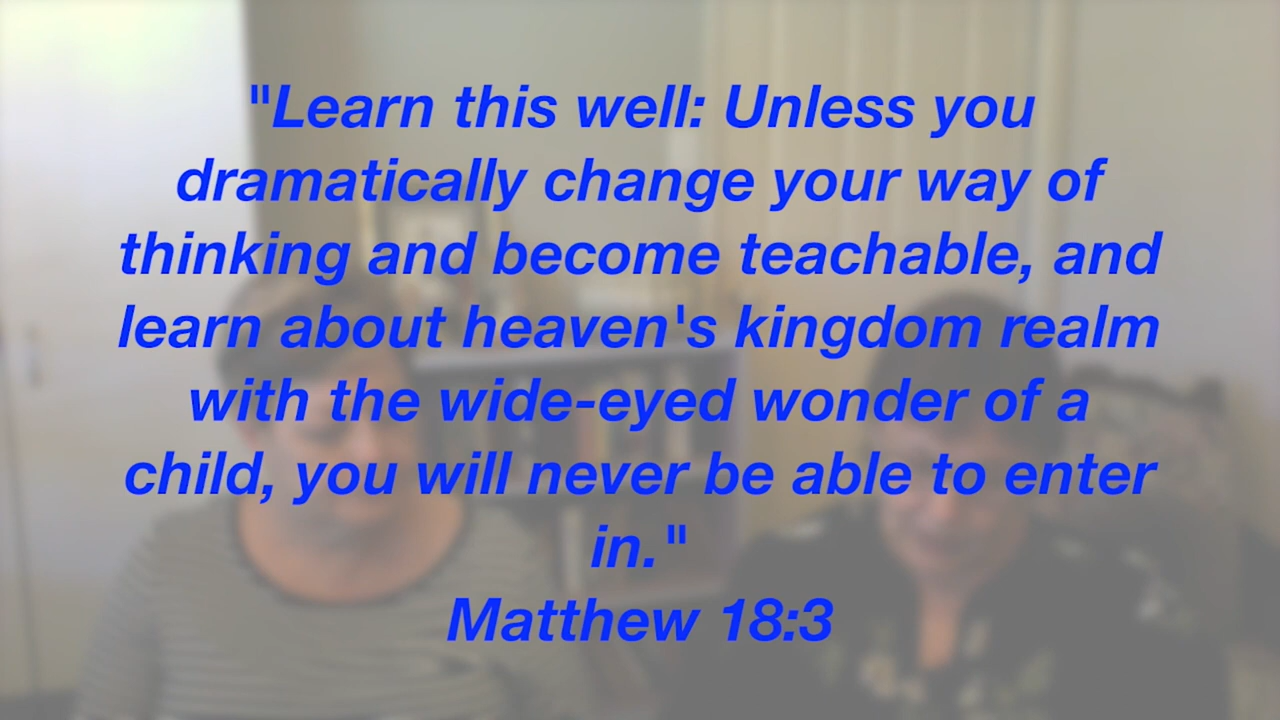 "Learn this well: Unless you
dramatically change your way of
thinking and become teachable, and
learn about heaven's kingdom realm
with the wide-eyed wonder of a
child, you will never be able to enter
in."
Matthew 18:3